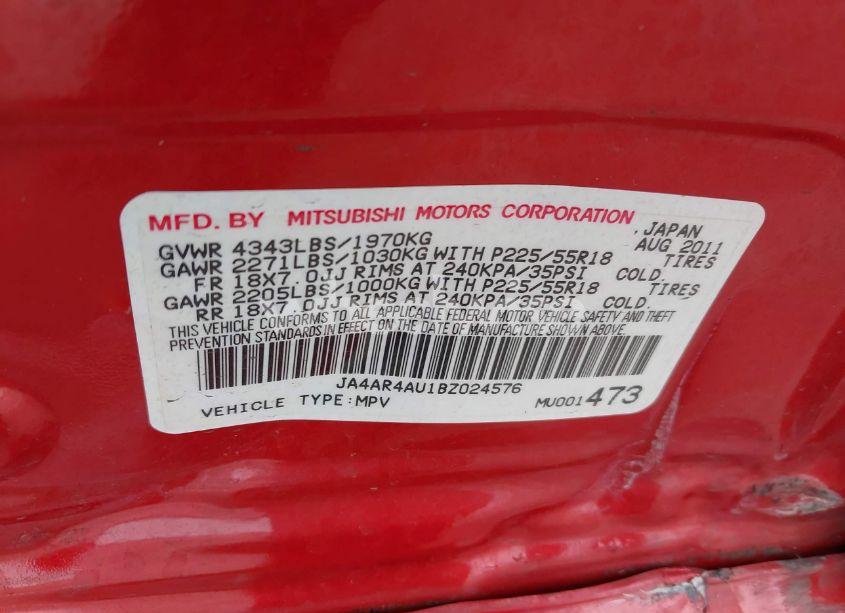 MFD. BY MITSUBISHI MOTORS CORPORATION , JAPAN
GVWR 4343LBS/1970KG AUG 2011
GAWR 2271LBS/1030KG WITH P225/55R18 TIRES
FR 18X7.0JJ RIMS AT 240KPA/35PSI COLD.
GAWR 2205LBS/1000KG WITH P225/55R18 TIRES
RR 18X7.0JJ RIMS AT 240KPA/35PSI COLD.
THIS VEHICLE CONFORMS TO ALL APPLICABLE FEDERAL MOTOR VEHICLE SAFETY AND THEFT
PREVENTION STANDARDS IN EFFECT ON THE DATE OF MANUFACTURE SHOWN ABOVE.
JA4AR4AU1BZ024576
VEHICLE TYPE:MPV MU001473